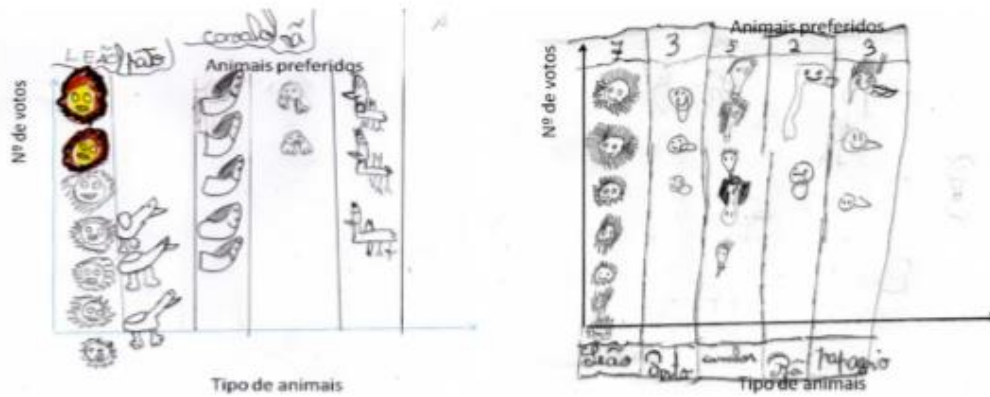 LEÃO pato cavalo rã
Animais preferidos
Nº de votos
Tipo de animais
Animais preferidos
7 3 5 2 3
Nº de votos
Leão Pato cavalos Rã papagaio
Tipo de animais